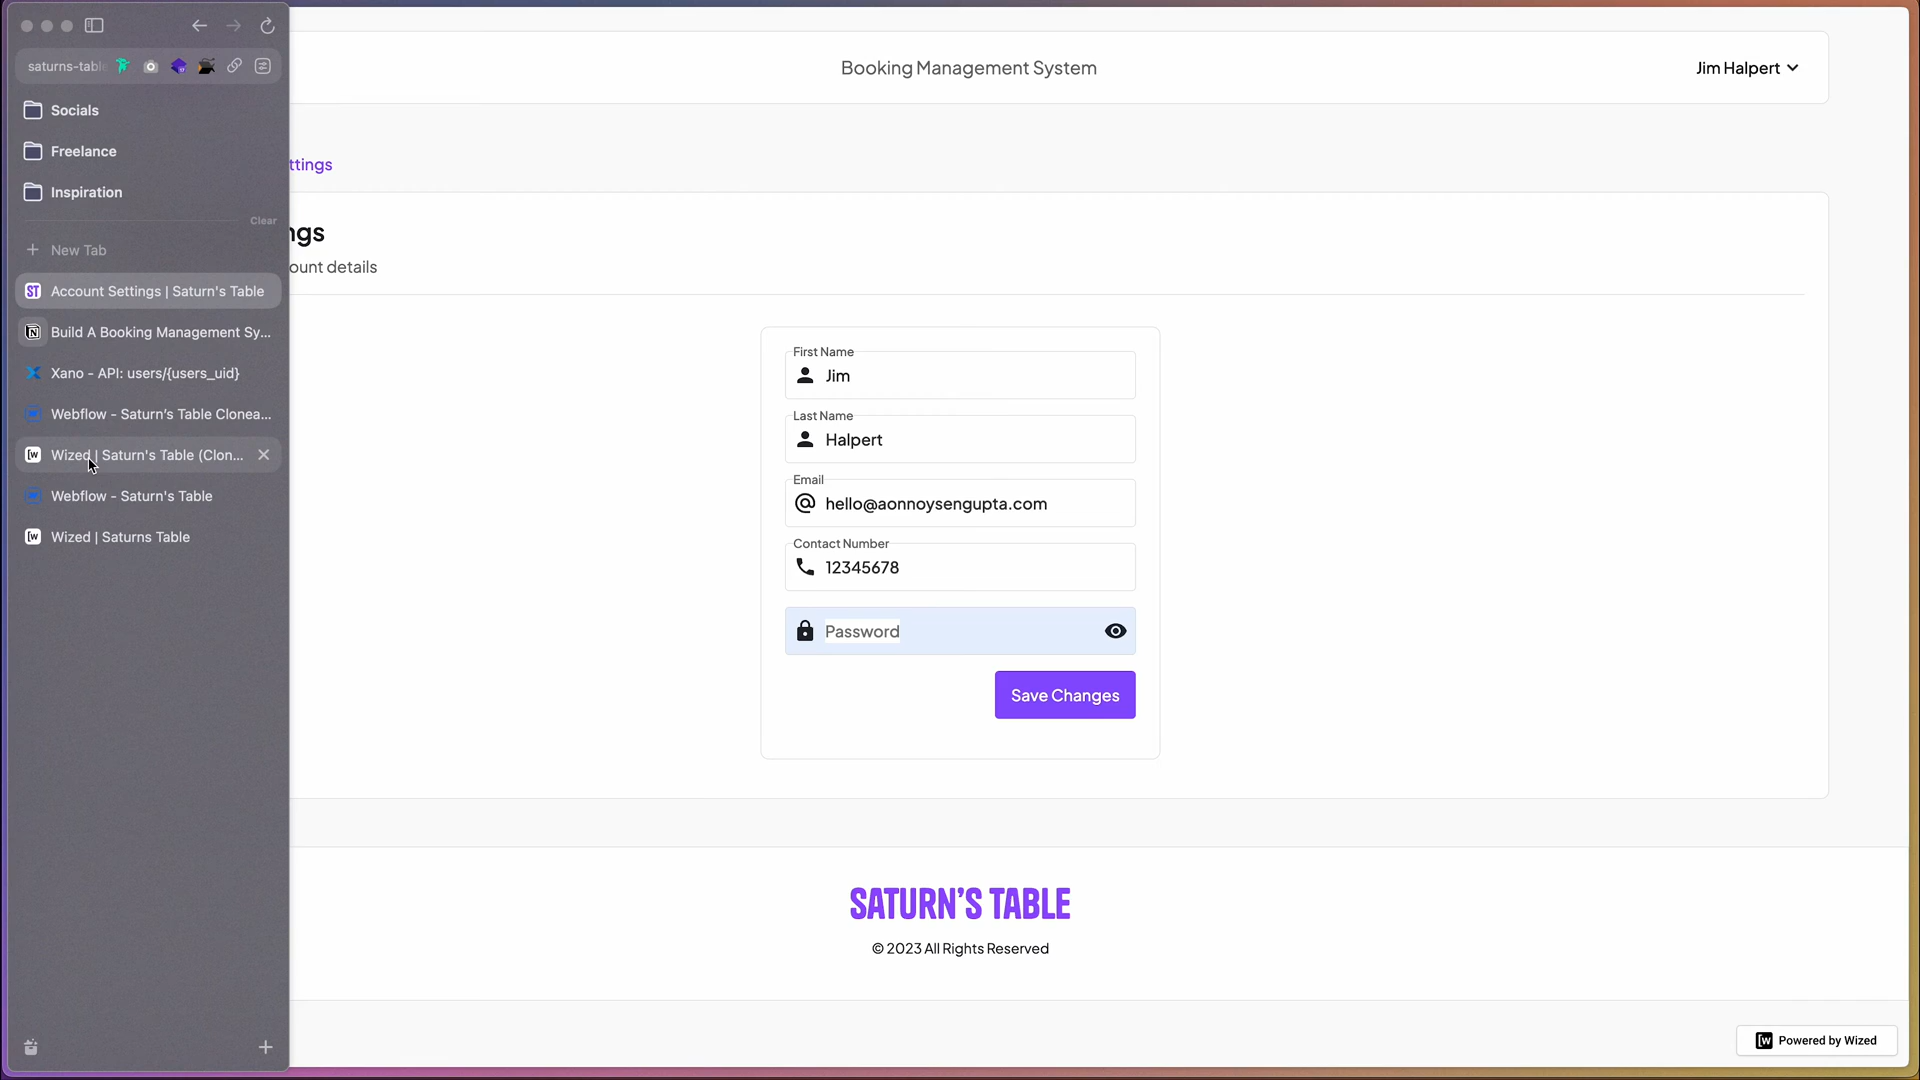 saturns-tabl
Socials
Freelance
Inspiration
Clear
New Tab
Account Settings | Saturn's Table
Build A Booking Management Sy...
Xano - API: users/{users_uid}
Webflow - Saturn's Table Clonea...
Wized | Saturn's Table (Clon...
Webflow - Saturn's Table
Wized | Saturns Table
Booking Management System
Jim Halpert
ttings
ngs
ount details
First Name
Jim
Last Name
Halpert
Email
hello@aonnoysengupta.com
Contact Number
12345678
Password
Save Changes
SATURN'S TABLE
© 2023 All Rights Reserved
Powered by Wized